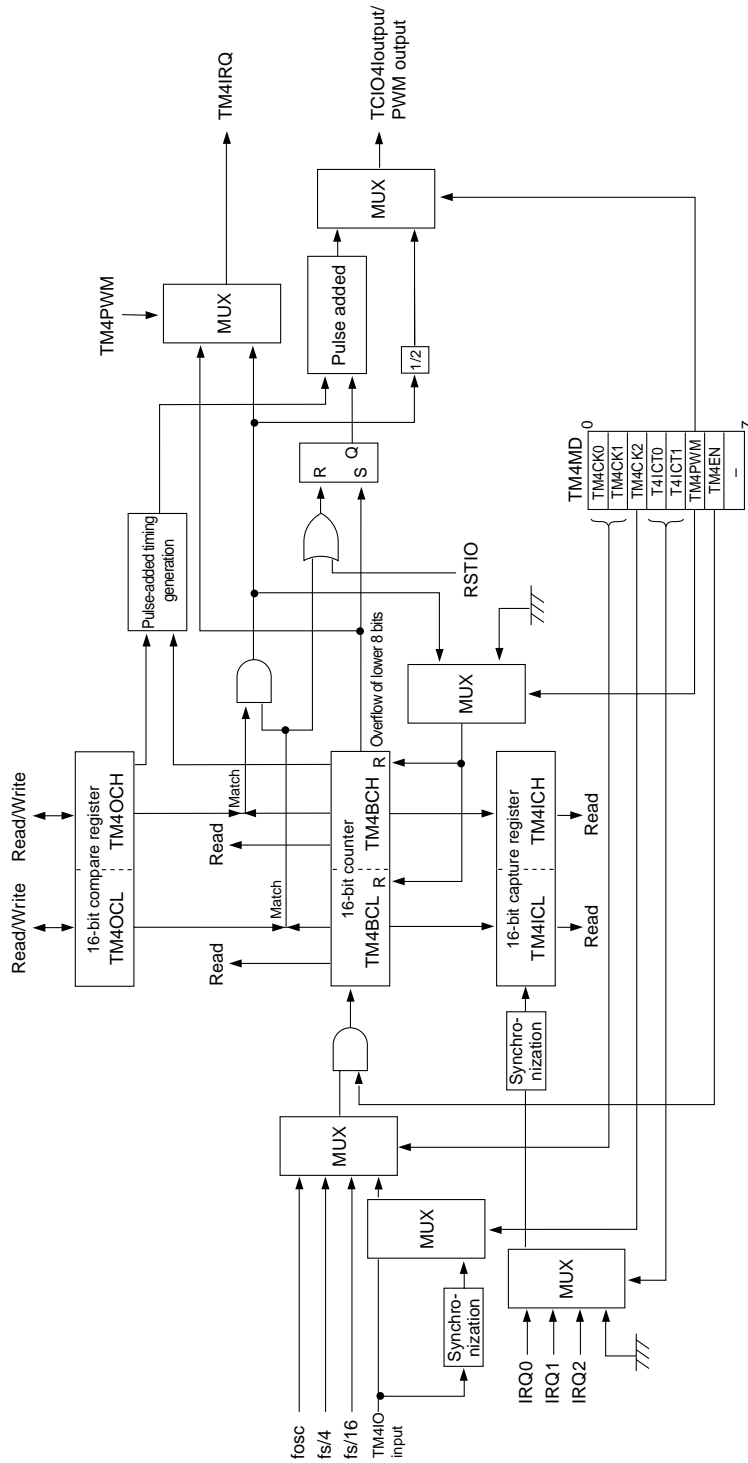 fosc
fs/4
fs/16
TM4IO
input
Synchro-
nization
MUX
MUX
IRQ0
IRQ1
IRQ2
MUX
Synchro-
nization
Read/Write
Read/Write
16-bit compare register
TM4OCL
TM4OCH
Match
Match
Read
Read
16-bit counter
TM4BCL
TM4BCH
R
R
Overflow of lower 8 bits
16-bit capture register
TM4ICL
TM4ICH
Read
Read
Pulse-added timing
generation
MUX
RSTIO
R
S
Q
TM4PWM
MUX
TM4IRQ
Pulse added
1/2
MUX
TCIO4Ioutput/
PWM output
TM4MD
0
TM4CK0
TM4CK1
TM4CK2
T4ICT0
T4ICT1
TM4PWM
TM4EN
–
7